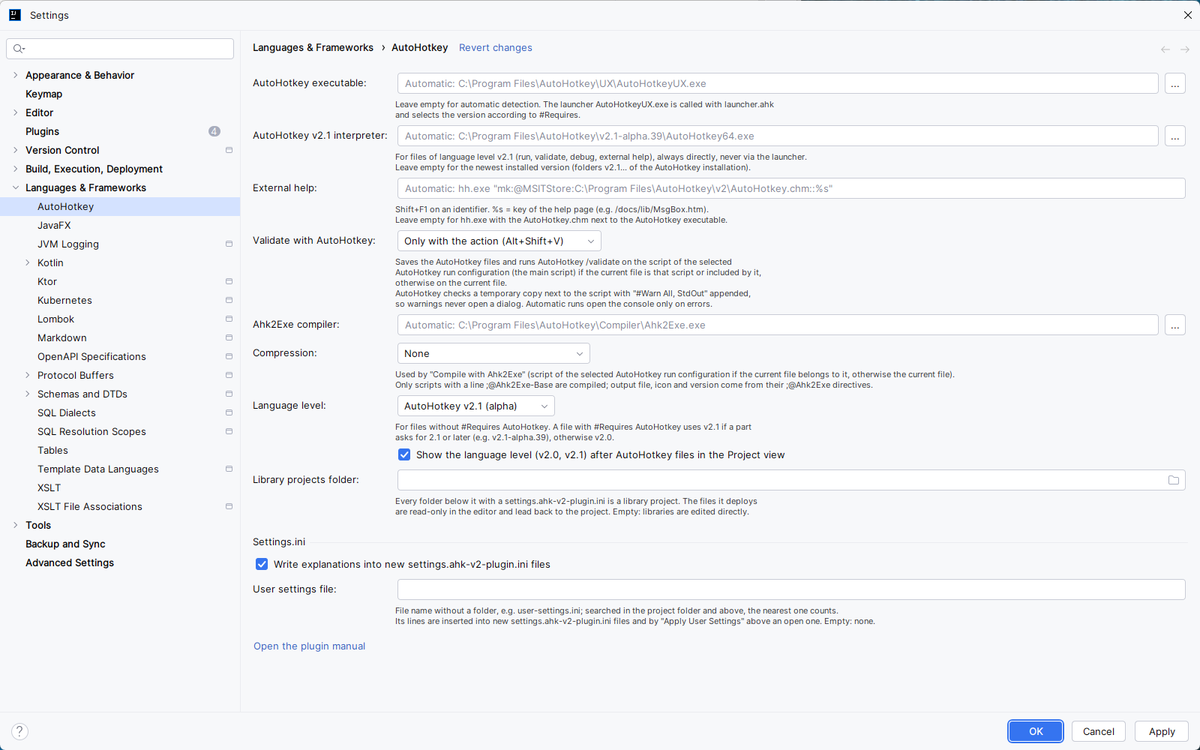 Settings
Languages & Frameworks › AutoHotkey Revert changes
Appearance & Behavior
Keymap
Editor
Plugins 4
Version Control
Build, Execution, Deployment
Languages & Frameworks
AutoHotkey
JavaFX
JVM Logging
Kotlin
Ktor
Kubernetes
Lombok
Markdown
OpenAPI Specifications
Protocol Buffers
Schemas and DTDs
SQL Dialects
SQL Resolution Scopes
Tables
Template Data Languages
XSLT
XSLT File Associations
Tools
Backup and Sync
Advanced Settings
AutoHotkey executable: Automatic: C:\Program Files\AutoHotkey\UX\AutoHotkeyUX.exe ...
Leave empty for automatic detection. The launcher AutoHotkeyUX.exe is called with launcher.ahk
and selects the version according to #Requires.
AutoHotkey v2.1 interpreter: Automatic: C:\Program Files\AutoHotkey\v2.1-alpha.39\AutoHotkey64.exe ...
For files of language level v2.1 (run, validate, debug, external help), always directly, never via the launcher.
Leave empty for the newest installed version (folders v2.1... of the AutoHotkey installation).
External help: Automatic: hh.exe "mk:@MSITStore:C:\Program Files\AutoHotkey\v2\AutoHotkey.chm::%s"
Shift+F1 on an identifier. %s = key of the help page (e.g. /docs/lib/MsgBox.htm).
Leave empty for hh.exe with the AutoHotkey.chm next to the AutoHotkey executable.
Validate with AutoHotkey: Only with the action (Alt+Shift+V)
Saves the AutoHotkey files and runs AutoHotkey /validate on the script of the selected
AutoHotkey run configuration (the main script) if the current file is that script or included by it,
otherwise on the current file.
AutoHotkey checks a temporary copy next to the script with "#Warn All, StdOut" appended,
so warnings never open a dialog. Automatic runs open the console only on errors.
Ahk2Exe compiler: Automatic: C:\Program Files\AutoHotkey\Compiler\Ahk2Exe.exe ...
Compression: None
Used by "Compile with Ahk2Exe" (script of the selected AutoHotkey run configuration if the current file belongs to it, otherwise the current file).
Only scripts with a line ;@Ahk2Exe-Base are compiled; output file, icon and version come from their ;@Ahk2Exe directives.
Language level: AutoHotkey v2.1 (alpha)
For files without #Requires AutoHotkey. A file with #Requires AutoHotkey uses v2.1 if a part
asks for 2.1 or later (e.g. v2.1-alpha.39), otherwise v2.0.
Show the language level (v2.0, v2.1) after AutoHotkey files in the Project view
Library projects folder:
Every folder below it with a settings.ahk-v2-plugin.ini is a library project. The files it deploys
are read-only in the editor and lead back to the project. Empty: libraries are edited directly.
Settings.ini
Write explanations into new settings.ahk-v2-plugin.ini files
User settings file:
File name without a folder, e.g. user-settings.ini; searched in the project folder and above, the nearest one counts.
Its lines are inserted into new settings.ahk-v2-plugin.ini files and by "Apply User Settings" above an open one. Empty: none.
Open the plugin manual
? OK Cancel Apply